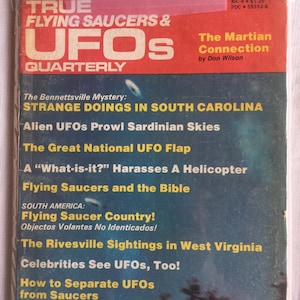 TRUE
FLYING SAUCERS &
UFOs
QUARTERLY
The Martian
Connection
by Don Wilson
The Bennettsville Mystery:
STRANGE DOINGS IN SOUTH CAROLINA
Alien UFOs Prowl Sardinian Skies
The Great National UFO Flap
A “What-is-it?” Harasses A Helicopter
Flying Saucers and the Bible
SOUTH AMERICA:
Flying Saucer Country!
Objectos Volantes No Identicados!
The Rivesville Sightings in West Virginia
Celebrities See UFOs, Too!
How to Separate UFOs
from Saucers